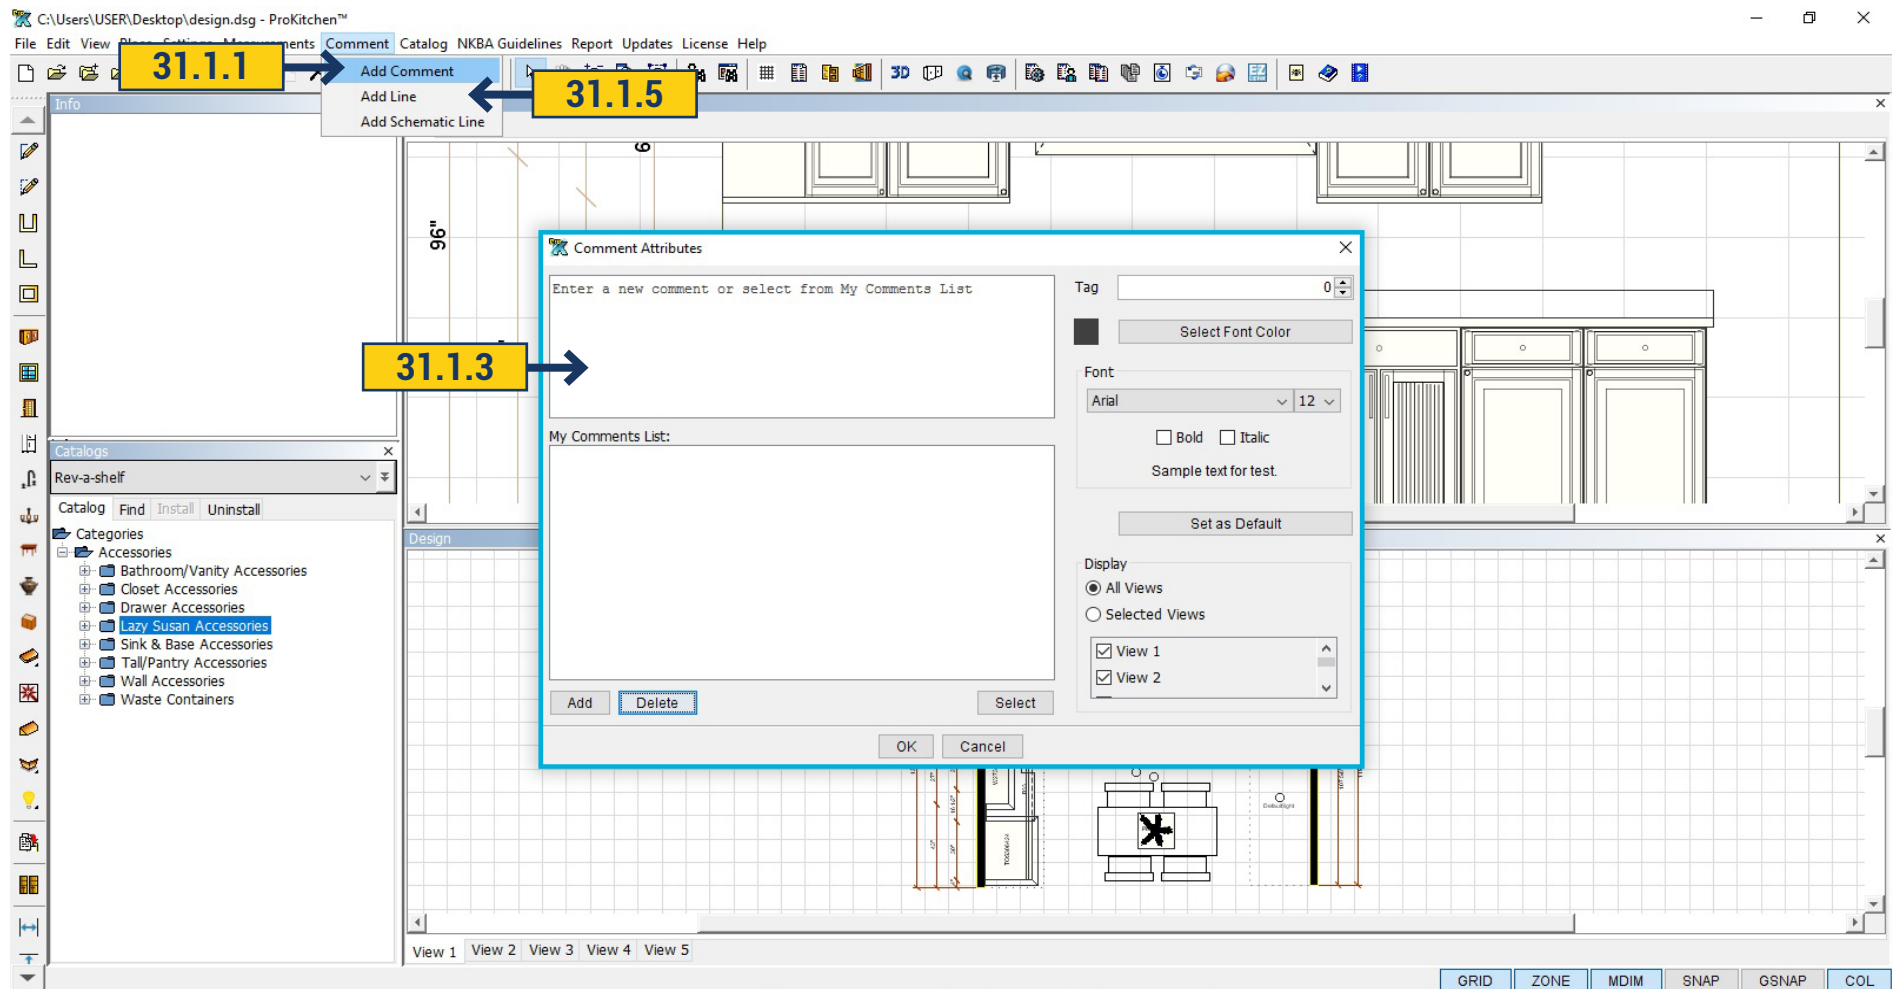 C:\Users\USER\Desktop\design.dsg - ProKitchen™
File Edit View Place Settings Measurements Comment Catalog NKBA Guidelines Report Updates License Help
31.1.1
Add Comment
Add Line
Add Schematic Line
31.1.5
3D
Info
96"
Comment Attributes
Enter a new comment or select from My Comments List
31.1.3
My Comments List:
Add
Delete
Select
OK
Cancel
Tag
0
Select Font Color
Font
Arial
12
Bold
Italic
Sample text for test.
Set as Default
Display
All Views
Selected Views
View 1
View 2
Catalogs
Rev-a-shelf
Catalog Find Install Uninstall
Categories
Accessories
Bathroom/Vanity Accessories
Closet Accessories
Drawer Accessories
Lazy Susan Accessories
Sink & Base Accessories
Tall/Pantry Accessories
Wall Accessories
Waste Containers
Design
View 1 View 2 View 3 View 4 View 5
GRID ZONE MDIM SNAP GSNAP COL